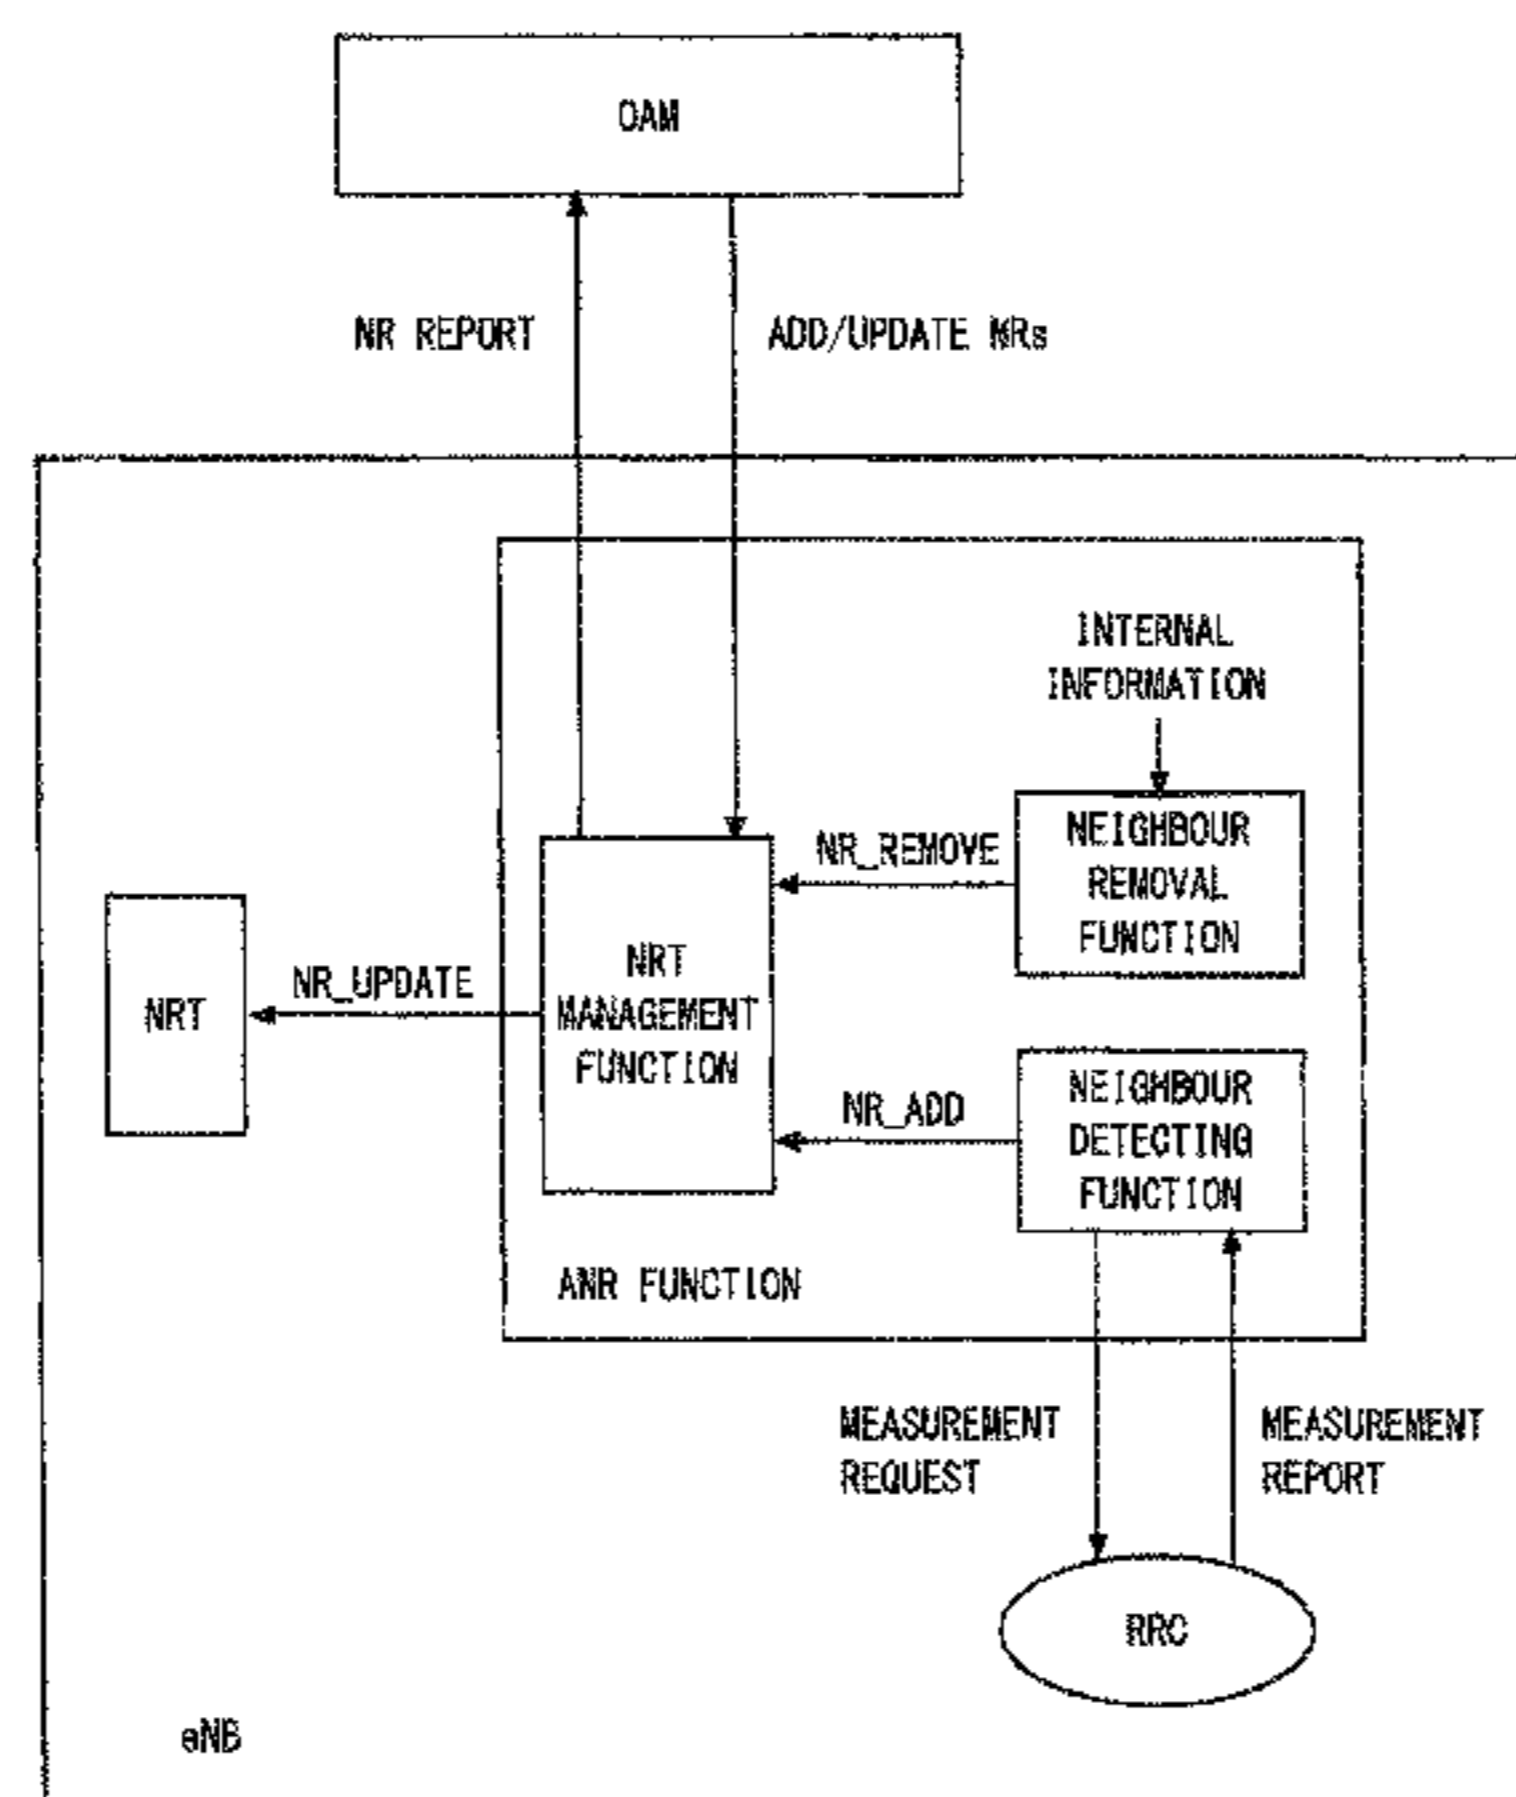 OAM
NR REPORT
ADD/UPDATE NRs
INTERNAL
INFORMATION
NR_REMOVE
NEIGHBOUR
REMOVAL
FUNCTION
NRT
NR_UPDATE
NRT
MANAGEMENT
FUNCTION
NR_ADD
NEIGHBOUR
DETECTING
FUNCTION
ANR FUNCTION
MEASUREMENT
REQUEST
MEASUREMENT
REPORT
RRC
eNB